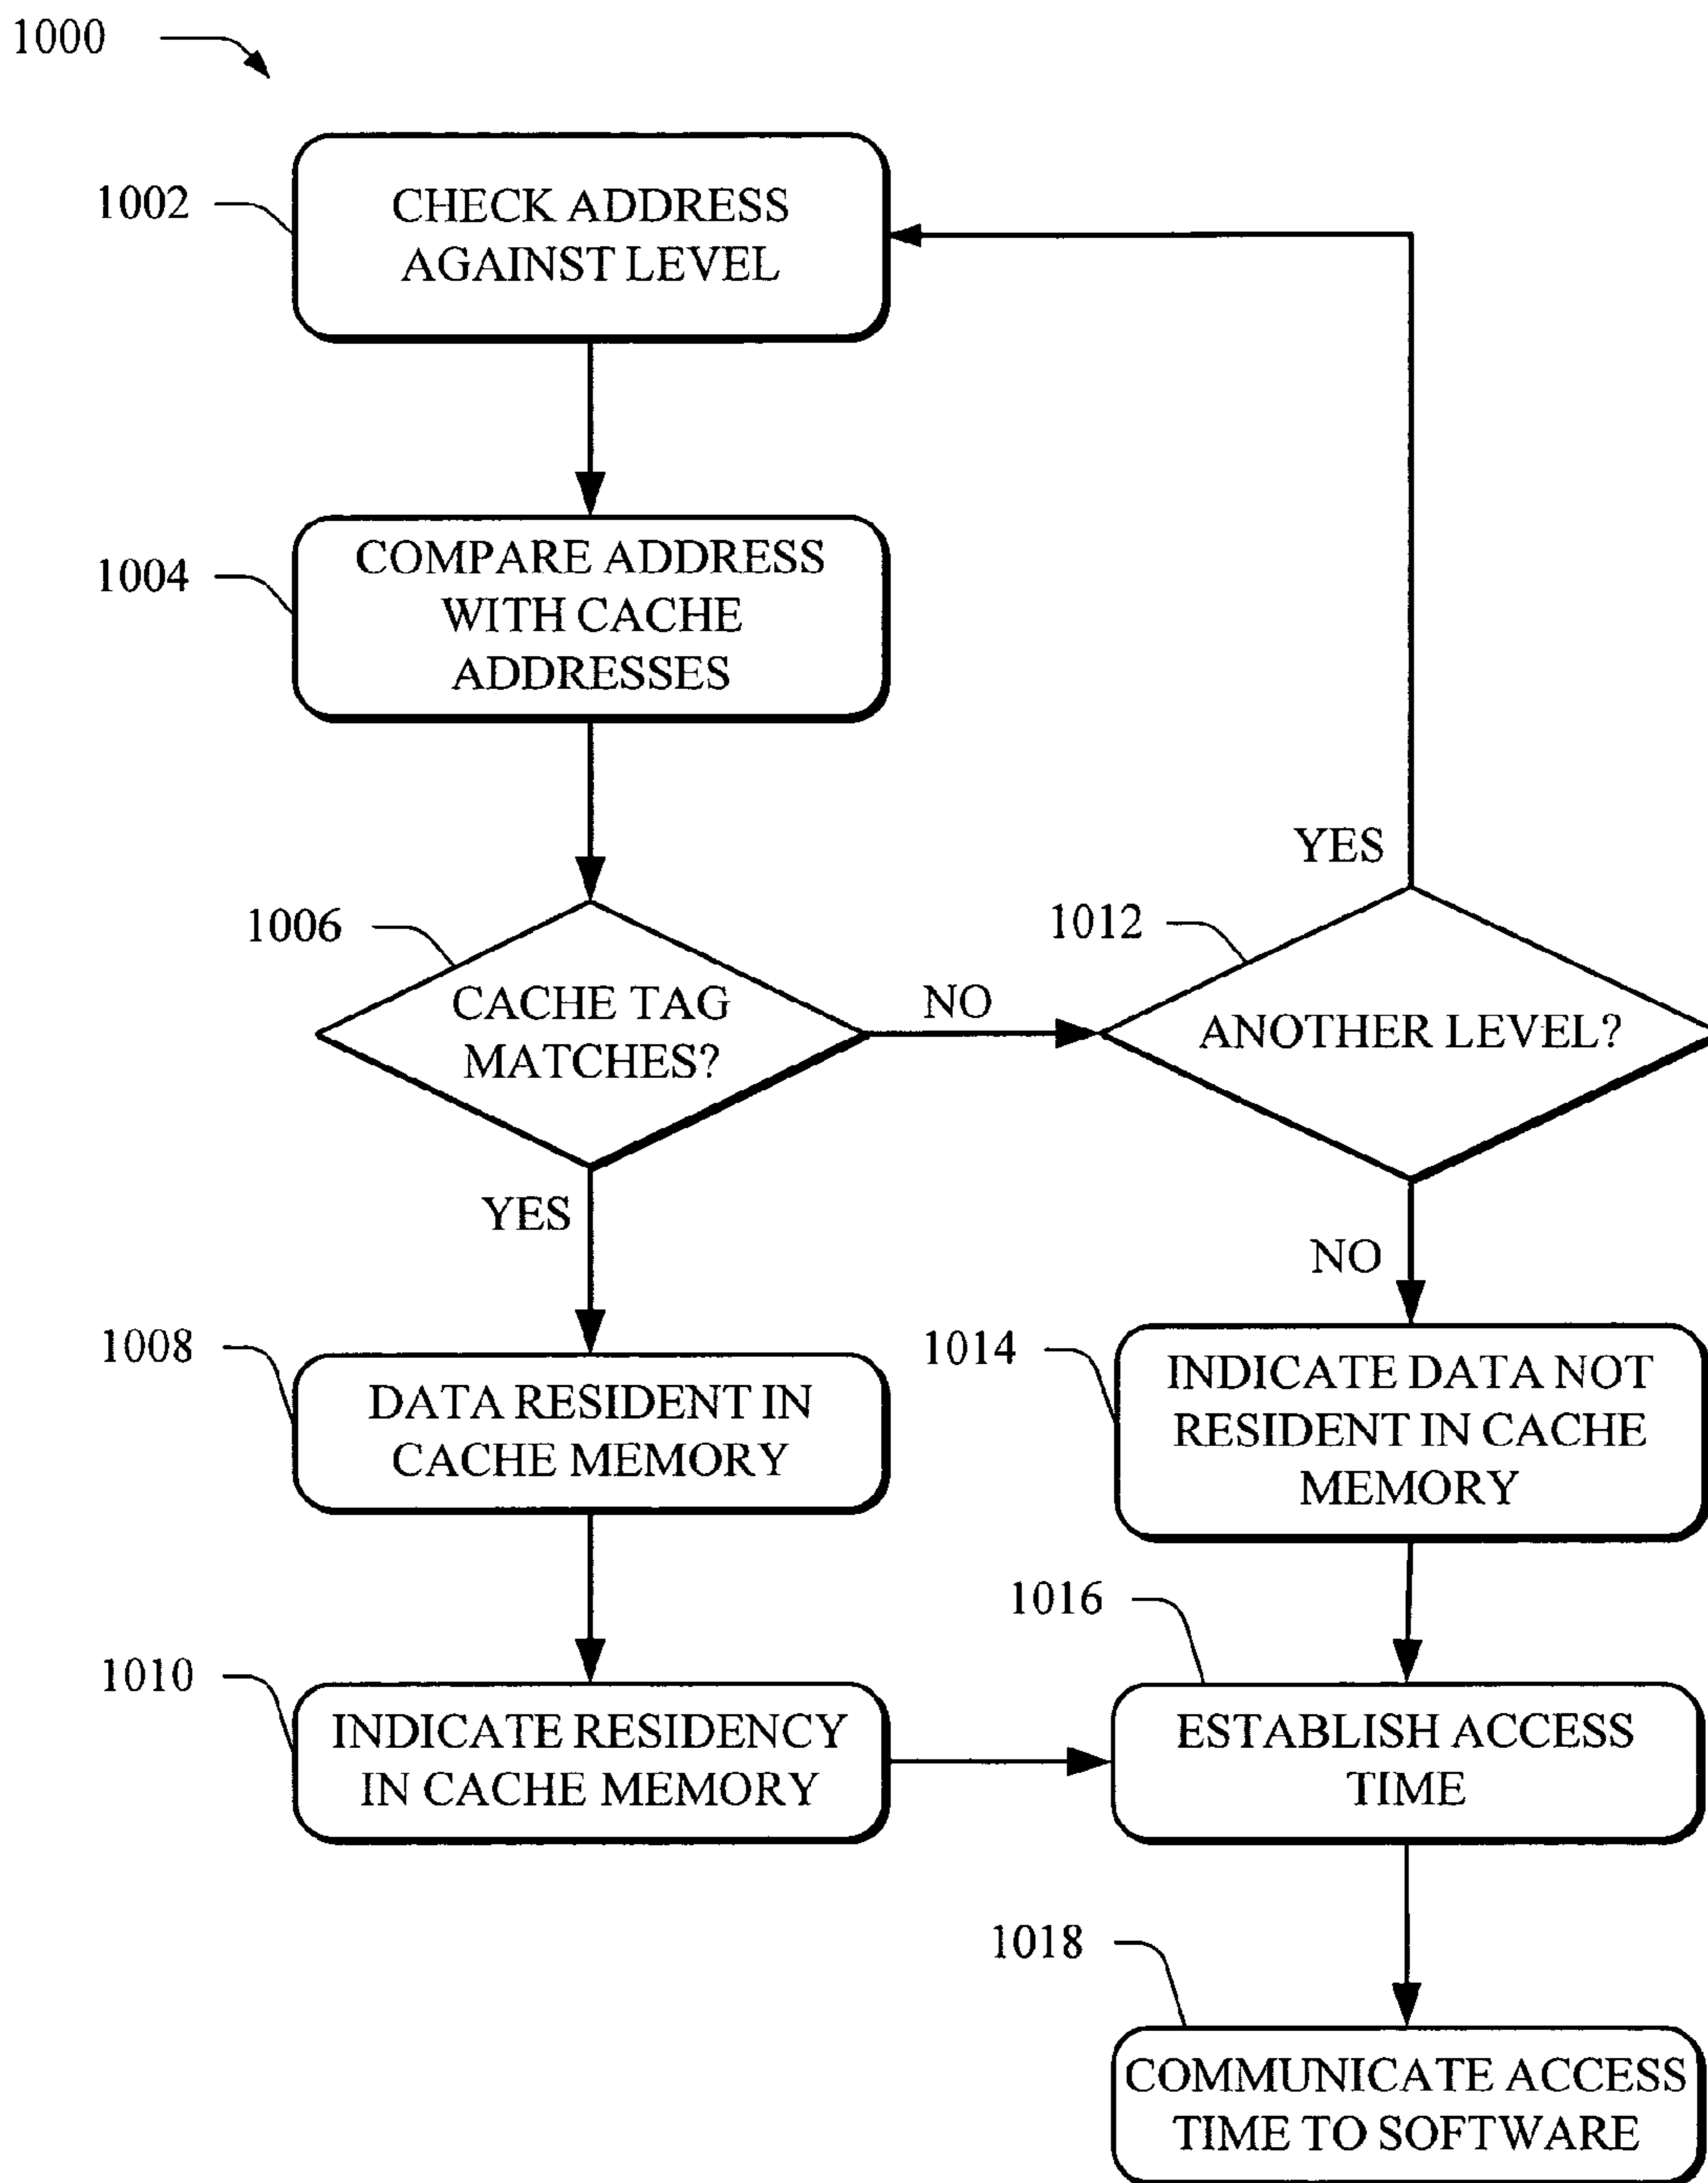 1000
1002
CHECK ADDRESS
AGAINST LEVEL
1004
COMPARE ADDRESS
WITH CACHE
ADDRESSES
1006
CACHE TAG
MATCHES?
NO
YES
1012
ANOTHER LEVEL?
YES
NO
1008
DATA RESIDENT IN
CACHE MEMORY
1010
INDICATE RESIDENCY
IN CACHE MEMORY
1014
INDICATE DATA NOT
RESIDENT IN CACHE
MEMORY
1016
ESTABLISH ACCESS
TIME
1018
COMMUNICATE ACCESS
TIME TO SOFTWARE